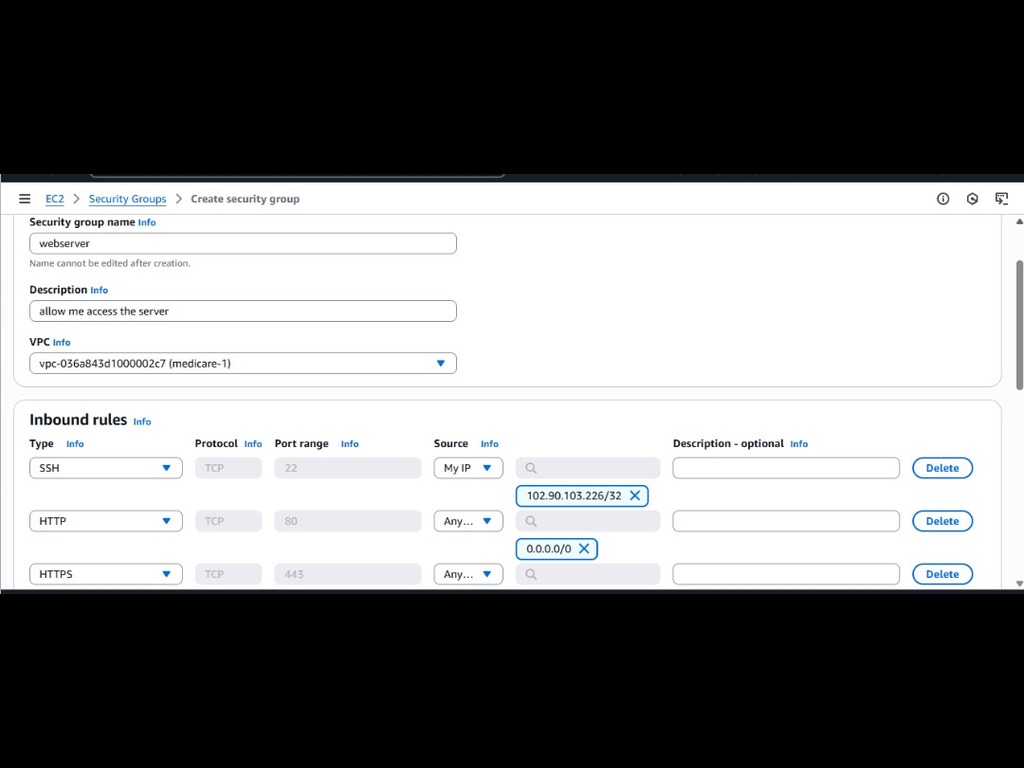 EC2 > Security Groups > Create security group
Security group name Info
webserver
Name cannot be edited after creation.
Description Info
allow me access the server
VPC Info
vpc-036a843d1000002c7 (medicare-1)
Inbound rules Info
Type Info Protocol Info Port range Info Source Info Description - optional Info
SSH TCP 22 My IP Delete
102.90.103.226/32
HTTP TCP 80 Any... Delete
0.0.0.0/0
HTTPS TCP 443 Any... Delete